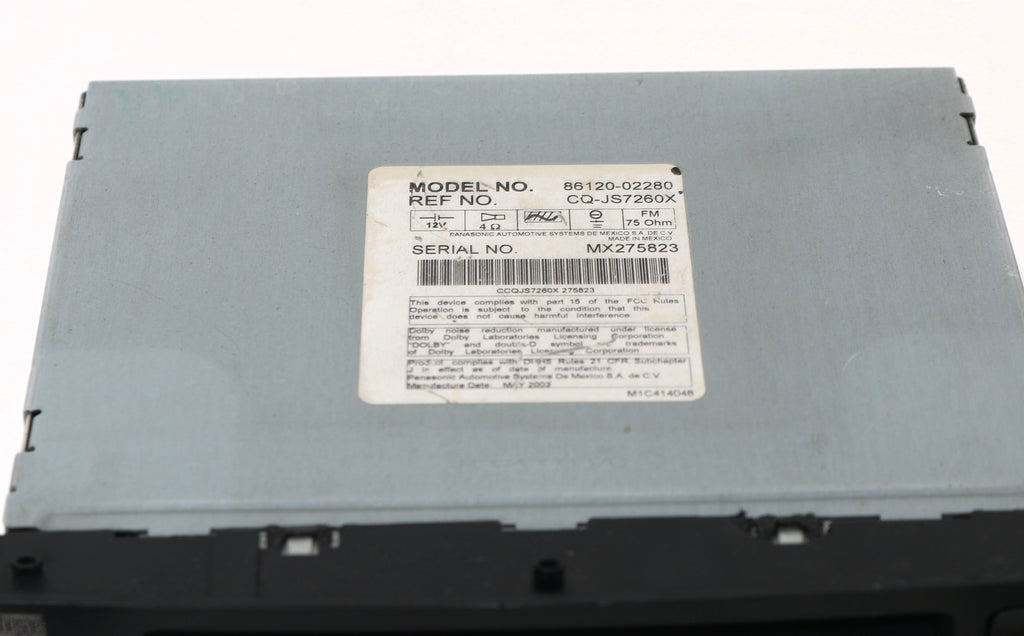 MODEL NO. 86120-02280
REF NO. CQ-JS7260X
12V 4 Ω FM 75 Ohm
PANASONIC AUTOMOTIVE SYSTEMS DE MEXICO S.A. DE C.V.
MADE IN MEXICO
SERIAL NO. MX275823
CCQJS7260X 275823
This device complies with part 15 of the FCC Rules
Operation is subject to the condition that this
device does not cause harmful interference.
Dolby noise reduction manufactured under license
from Dolby Laboratories Licensing Corporation.
"DOLBY" and double-D symbol trademarks
of Dolby Laboratories Licensing Corporation.
Product complies with DHHS Rules 21 CFR Subchapter
J in effect as of date of manufacture.
Panasonic Automotive Systems De Mexico S.A. de C.V.
Manufacture Date: MAY 2003
M1C41404B